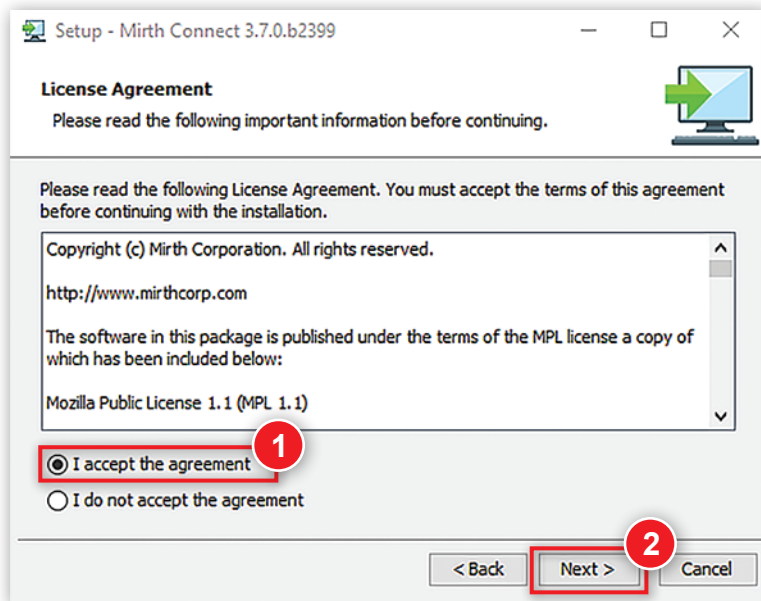 Setup - Mirth Connect 3.7.0.b2399
License Agreement
Please read the following important information before continuing.
Please read the following License Agreement. You must accept the terms of this agreement
before continuing with the installation.
Copyright (c) Mirth Corporation. All rights reserved.
http://www.mirthcorp.com
The software in this package is published under the terms of the MPL license a copy of
which has been included below:
Mozilla Public License 1.1 (MPL 1.1)
1
I accept the agreement
I do not accept the agreement
2
< Back Next > Cancel